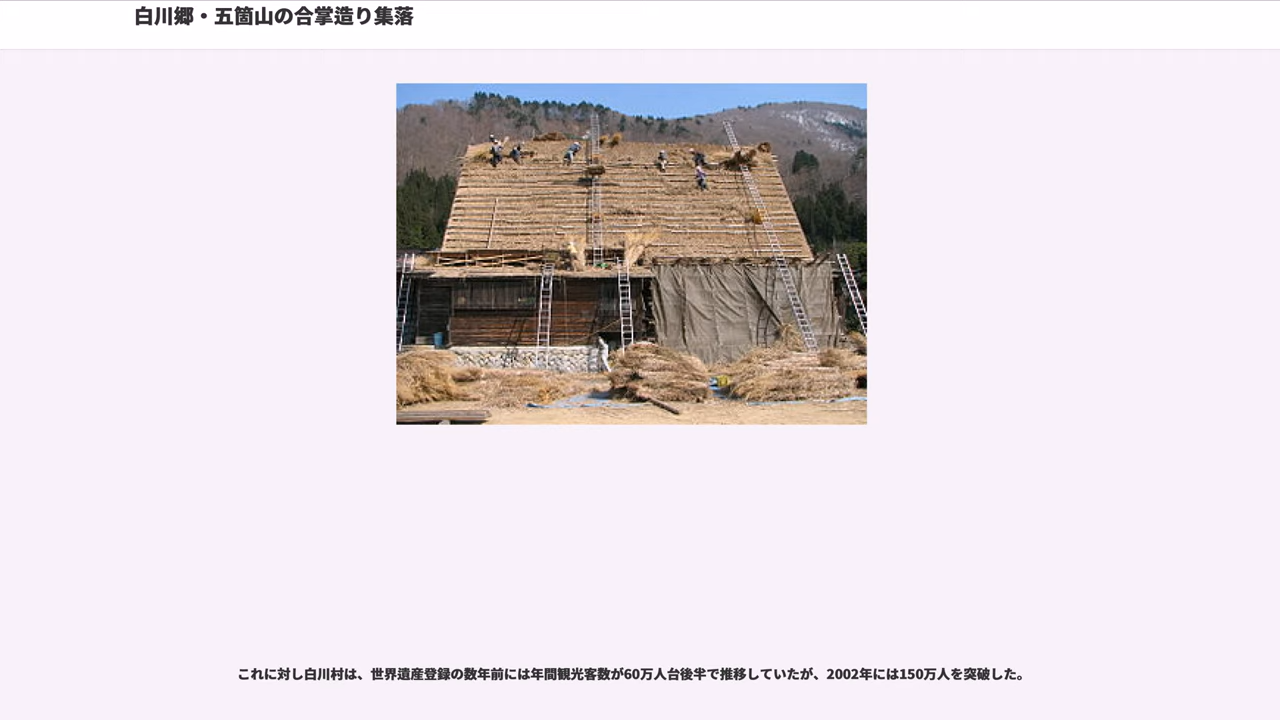 白川郷・五箇山の合掌造り集落
これに対し白川村は、世界遺産登録の数年前には年間観光客数が60万人台後半で推移していたが、2002年には150万人を突破した。